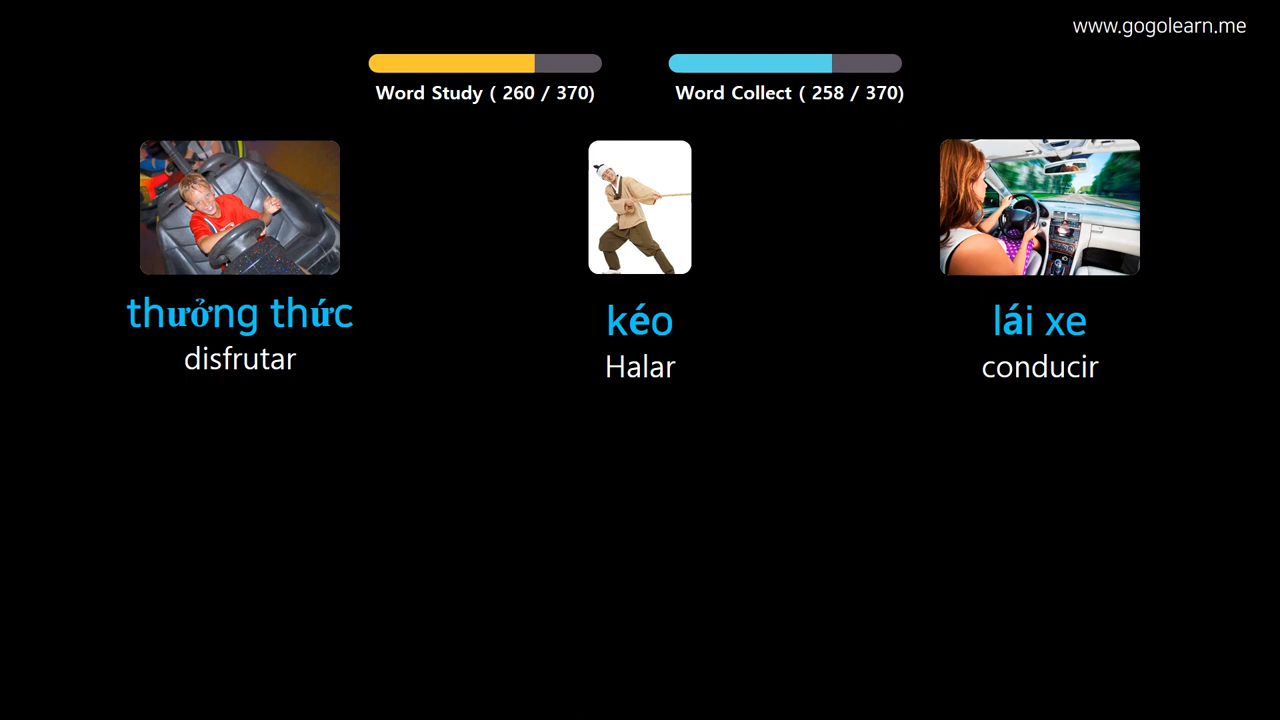 www.gogolearn.me
Word Study ( 260 / 370)
Word Collect ( 258 / 370)
thưởng thức
disfrutar
kéo
Halar
lái xe
conducir